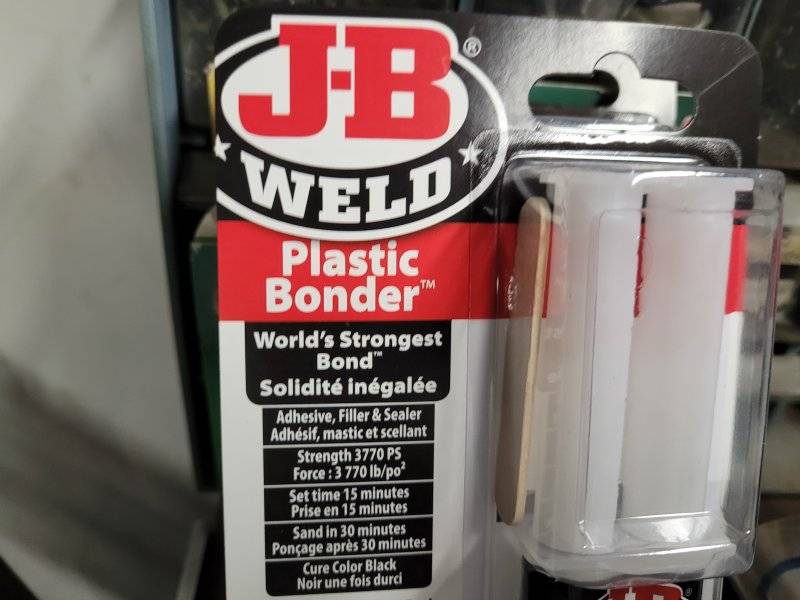 J-B®
WELD
Plastic
Bonder™
World's Strongest
Bond™
Solidité inégalée
Adhesive, Filler & Sealer
Adhésif, mastic et scellant
Strength 3770 PS
Force : 3 770 lb/po²
Set time 15 minutes
Prise en 15 minutes
Sand in 30 minutes
Ponçage après 30 minutes
Cure Color Black
Noir une fois durci
J-B